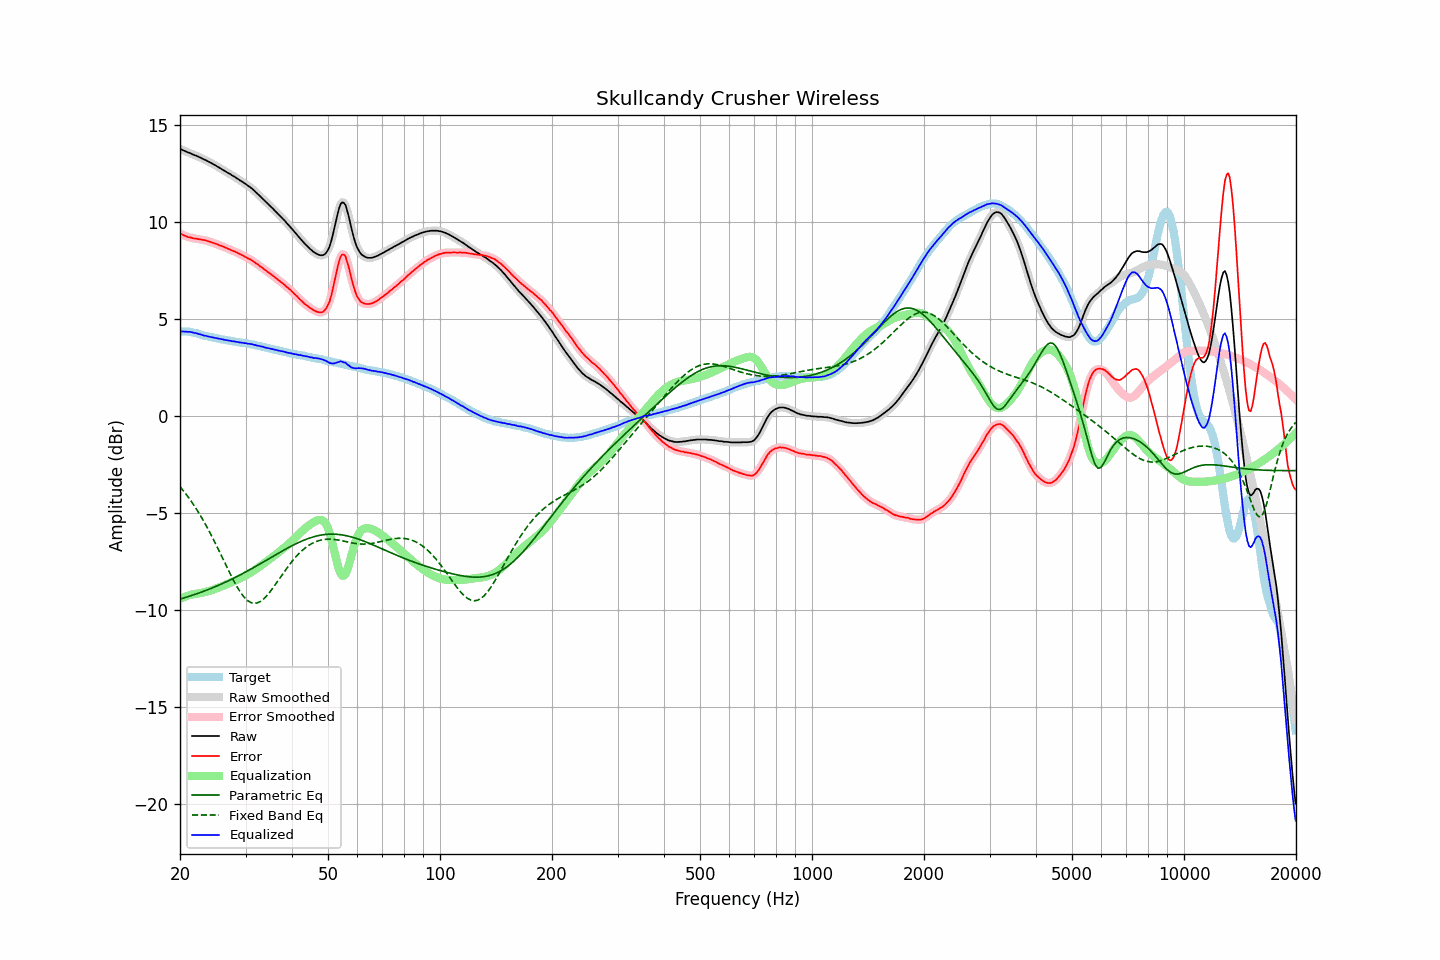 Skullcandy Crusher Wireless
Amplitude (dBr)
15
10
5
0
−5
−10
−15
−20
Target
Raw Smoothed
Error Smoothed
Raw
Error
Equalization
Parametric Eq
Fixed Band Eq
Equalized
20 50 100 200 500 1000 2000 5000 10000 20000
Frequency (Hz)